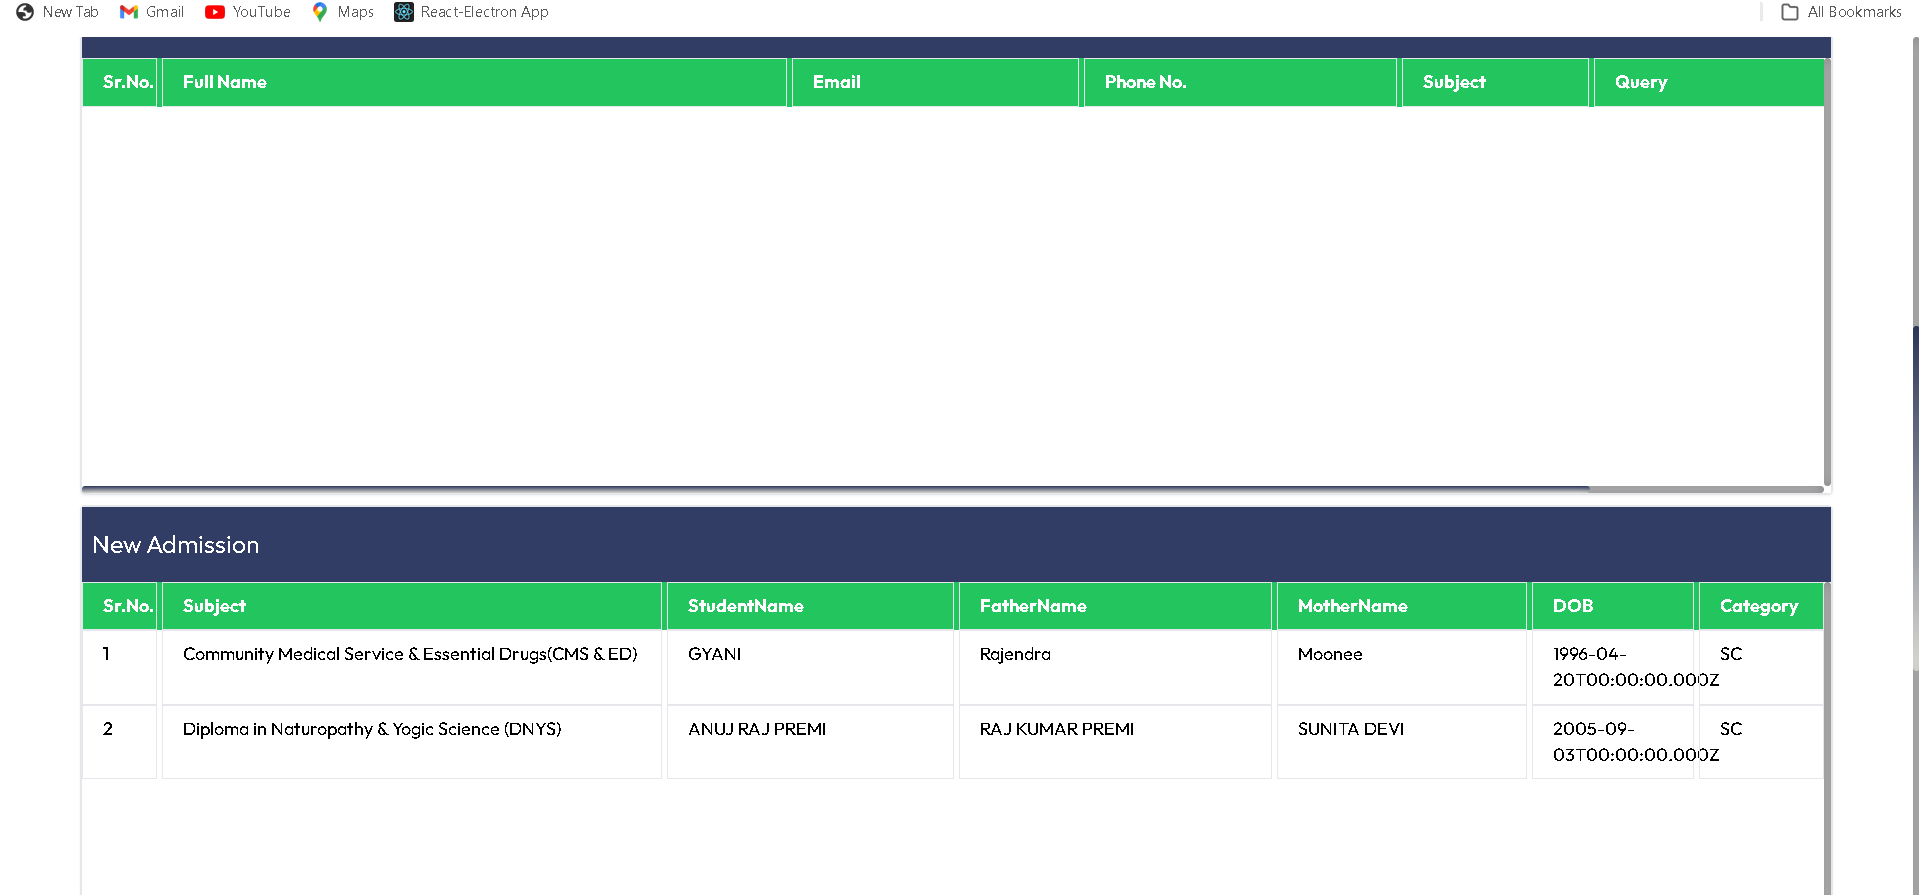 New Tab Gmail YouTube Maps React-Electron App All Bookmarks
Sr.No. Full Name Email Phone No. Subject Query
New Admission
Sr.No. Subject StudentName FatherName MotherName DOB Category
1 Community Medical Service & Essential Drugs(CMS & ED) GYANI Rajendra Moonee 1996-04- SC
20T00:00:00.000Z
2 Diploma in Naturopathy & Yogic Science (DNYS) ANUJ RAJ PREMI RAJ KUMAR PREMI SUNITA DEVI 2005-09- SC
03T00:00:00.000Z